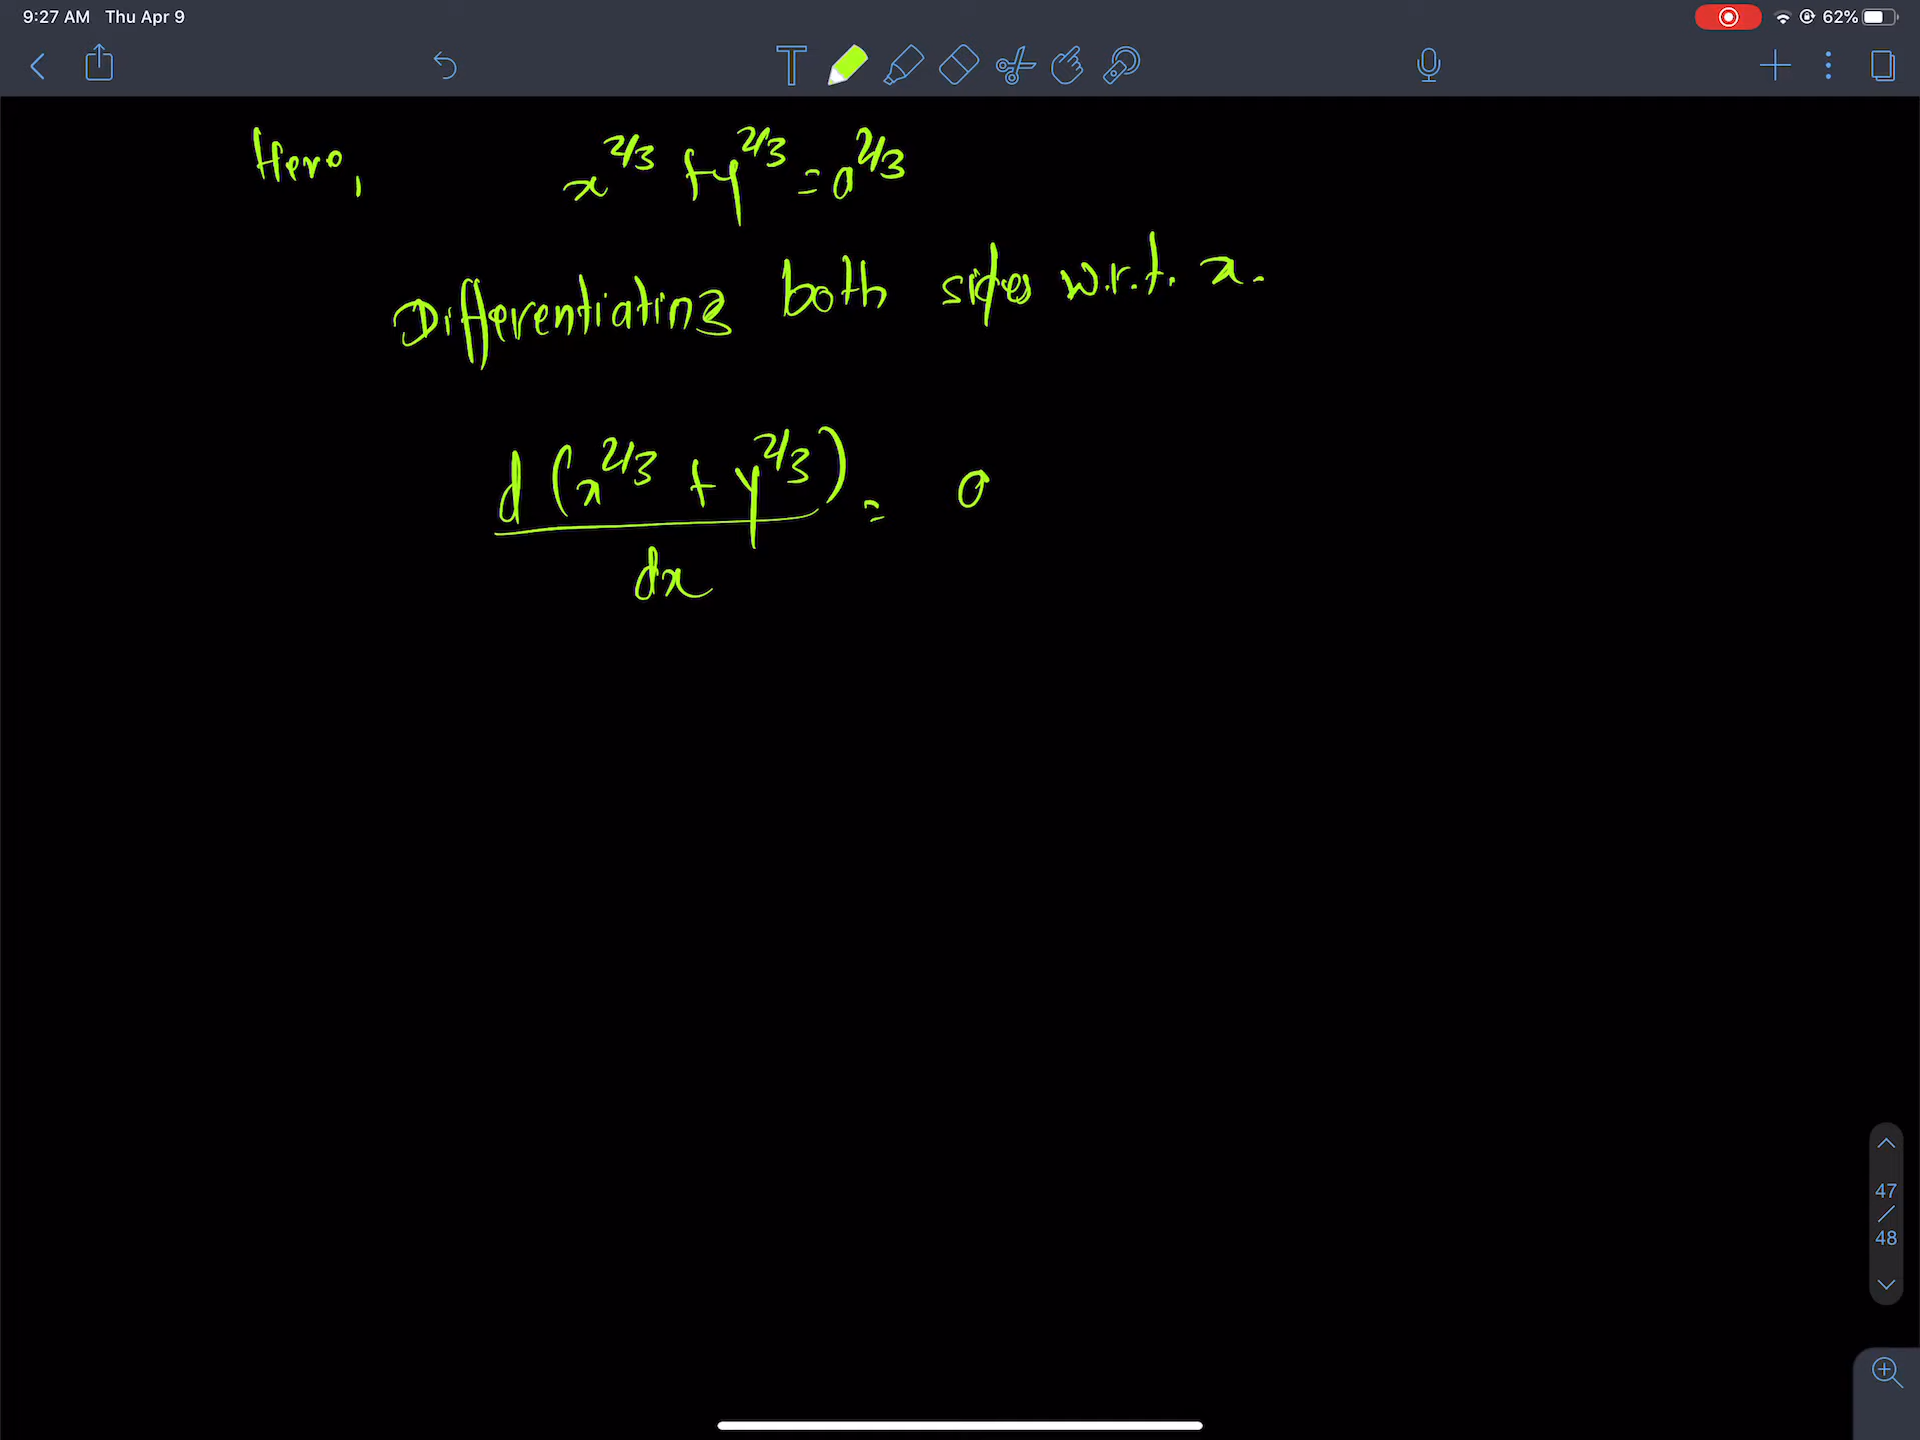 9:27 AM Thu Apr 9
62%
Here, x^{2/3} + y^{2/3} = a^{2/3}
Differentiating both sides w.r.t. x.
d (x^{2/3} + y^{2/3}) = 0
dx
47
/
48